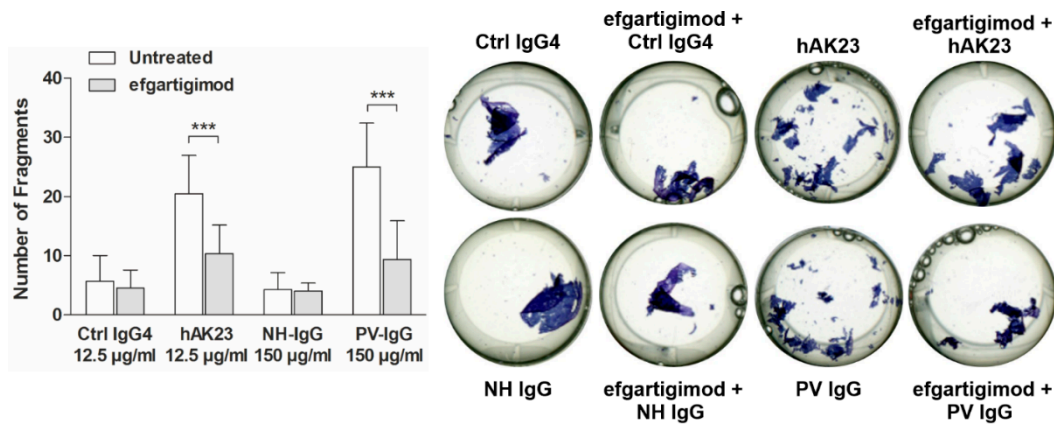 Untreated
efgartigimod
Number of Fragments
40
30
20
10
0
***
***
Ctrl IgG4
12.5 µg/ml
hAK23
12.5 µg/ml
NH-IgG
150 µg/ml
PV-IgG
150 µg/ml
Ctrl IgG4
efgartigimod +
Ctrl IgG4
hAK23
efgartigimod +
hAK23
NH IgG
efgartigimod +
NH IgG
PV IgG
efgartigimod +
PV IgG